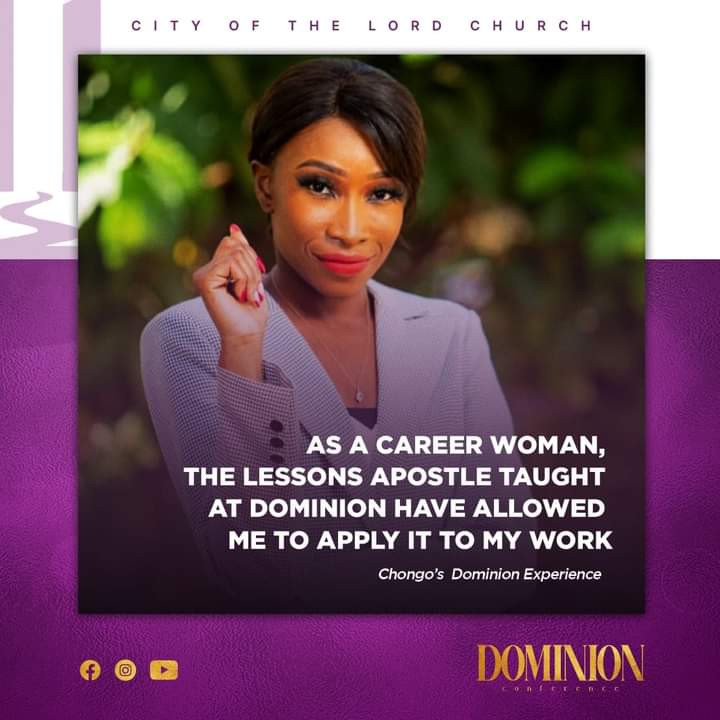 CITY OF THE LORD CHURCH
AS A CAREER WOMAN,
THE LESSONS APOSTLE TAUGHT
AT DOMINION HAVE ALLOWED
ME TO APPLY IT TO MY WORK
Chongo's Dominion Experience
DOMINION
conference